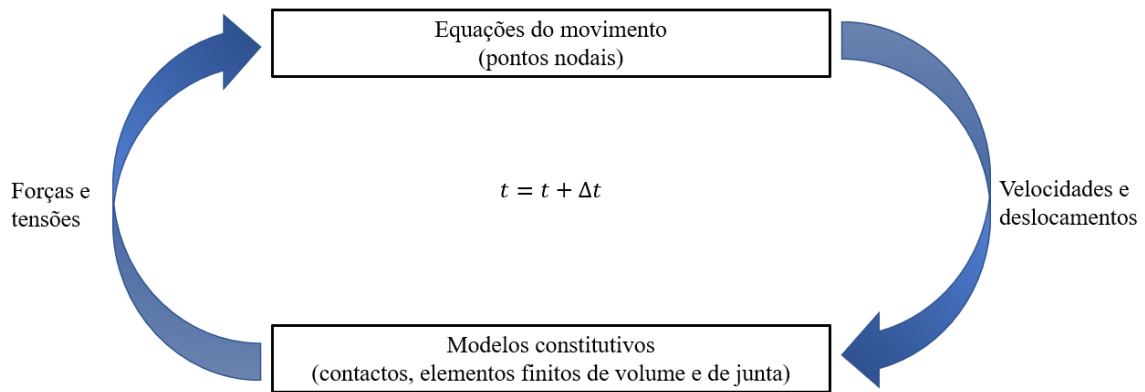 Equações do movimento
(pontos nodais)
Forças e
tensões
t = t + Δt
Velocidades e
deslocamentos
Modelos constitutivos
(contactos, elementos finitos de volume e de junta)